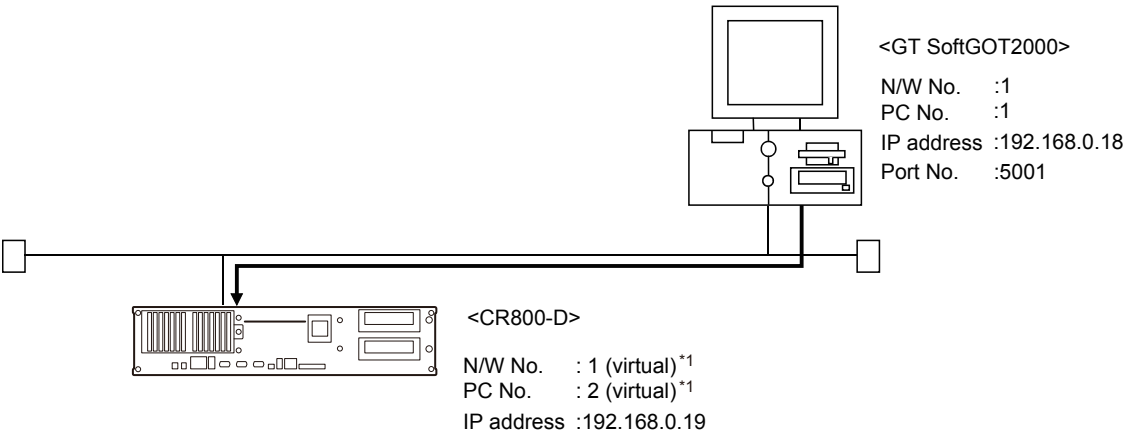 <GT SoftGOT2000>
N/W No. :1
PC No. :1
IP address :192.168.0.18
Port No. :5001
<CR800-D>
N/W No. : 1 (virtual)*1
PC No. : 2 (virtual)*1
IP address :192.168.0.19